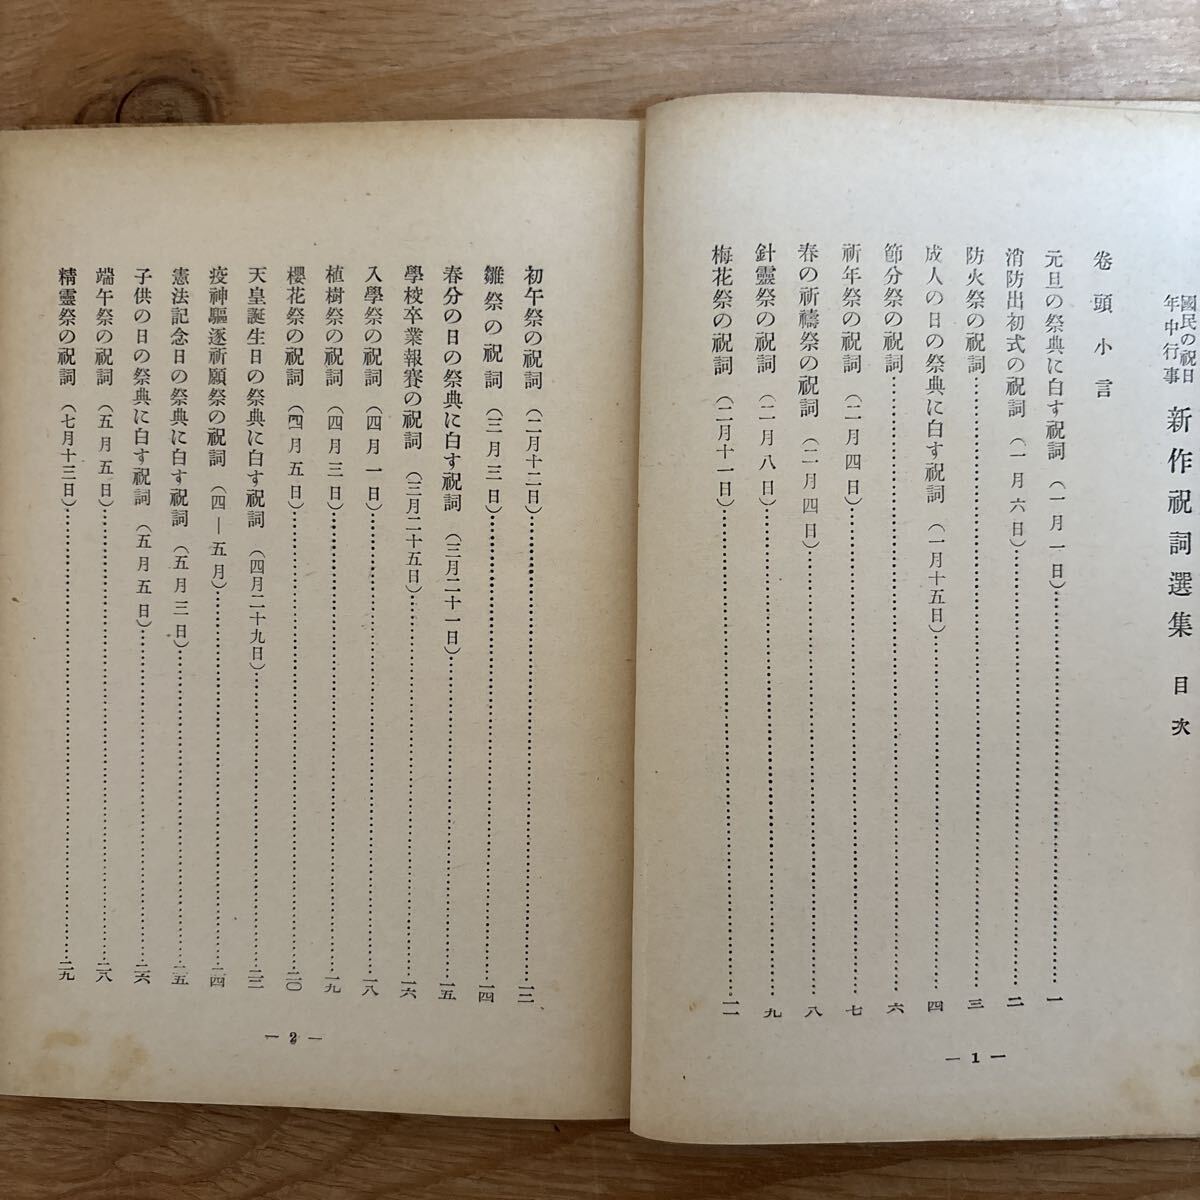 國民の祝日
年中行事
新作祝詞選集 目次
卷頭小言
元旦の祭典に白す祝詞(一月一日)……一
消防出初式の祝詞(一月六日)……二
防火祭の祝詞……三
成人の日の祭典に白す祝詞(一月十五日)……四
節分祭の祝詞……六
祈年祭の祝詞(二月四日)……七
春の祈禱祭の祝詞(二月四日)……八
針靈祭の祝詞(二月八日)……九
梅花祭の祝詞(二月十一日)……一一
— 1 —
初午祭の祝詞(二月十二日)……一二
雛祭の祝詞(三月三日)……一四
春分の日の祭典に白す祝詞(三月二十一日)……一五
學校卒業報賽の祝詞(三月二十五日)……一六
入學祭の祝詞(四月一日)……一八
植樹祭の祝詞(四月三日)……一九
櫻花祭の祝詞(四月五日)……二〇
天皇誕生日の祭典に白す祝詞(四月二十九日)……二二
疫神驅逐祈願祭の祝詞(四—五月)……二四
憲法記念日の祭典に白す祝詞(五月三日)……二五
子供の日の祭典に白す祝詞(五月五日)……二六
端午祭の祝詞(五月五日)……二八
精靈祭の祝詞(七月十三日)……二九
— 2 —